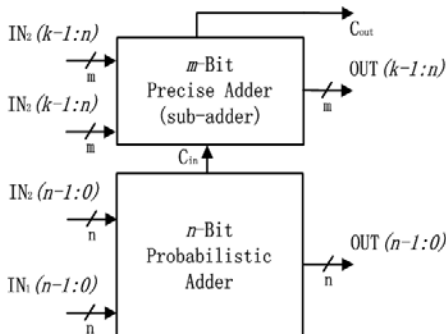 IN₂(k-1:n)
m
IN₂(k-1:n)
m
m-Bit
Precise Adder
(sub-adder)
Cout
OUT(k-1:n)
m
Cin
IN₂(n-1:0)
n
IN₁(n-1:0)
n
n-Bit
Probabilistic
Adder
OUT(n-1:0)
n